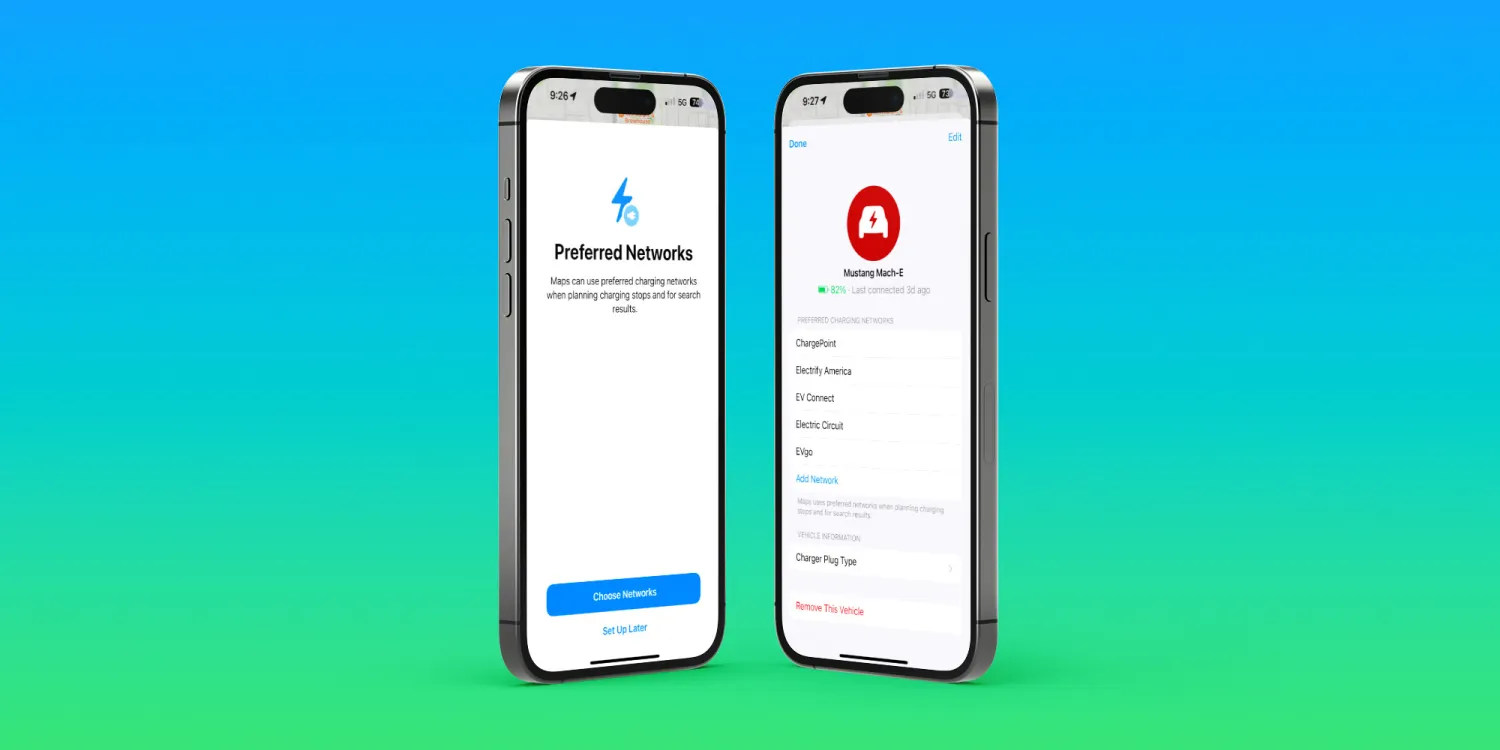 9:26
5G
74
Preferred Networks
Maps can use preferred charging networks
when planning charging stops and for search
results.
Choose Networks
Set Up Later
9:27
5G
73
Done
Edit
Mustang Mach-E
82% · Last connected 3d ago
PREFERRED CHARGING NETWORKS
ChargePoint
Electrify America
EV Connect
Electric Circuit
EVgo
Add Network
Maps uses preferred networks when planning charging
stops and for search results.
VEHICLE INFORMATION
Charger Plug Type
Remove This Vehicle